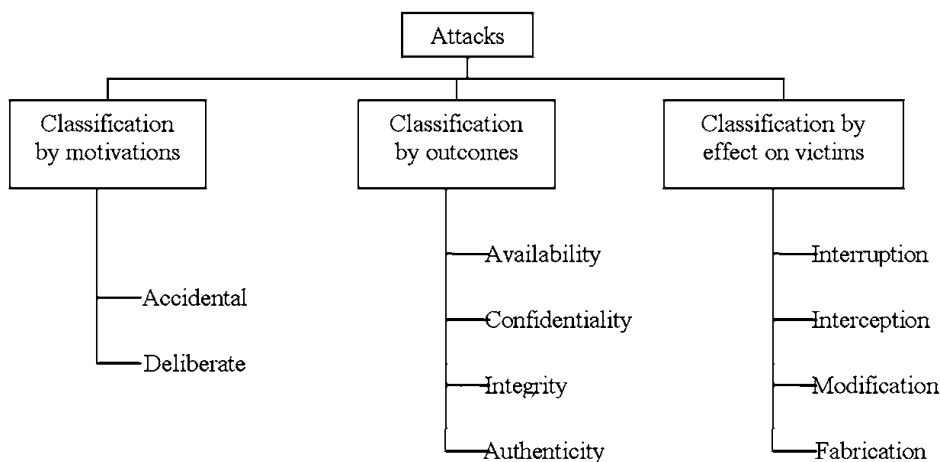 Attacks
Classification
by motivations
Accidental
Deliberate
Classification
by outcomes
Availability
Confidentiality
Integrity
Authenticity
Classification by
effect on victims
Interruption
Interception
Modification
Fabrication